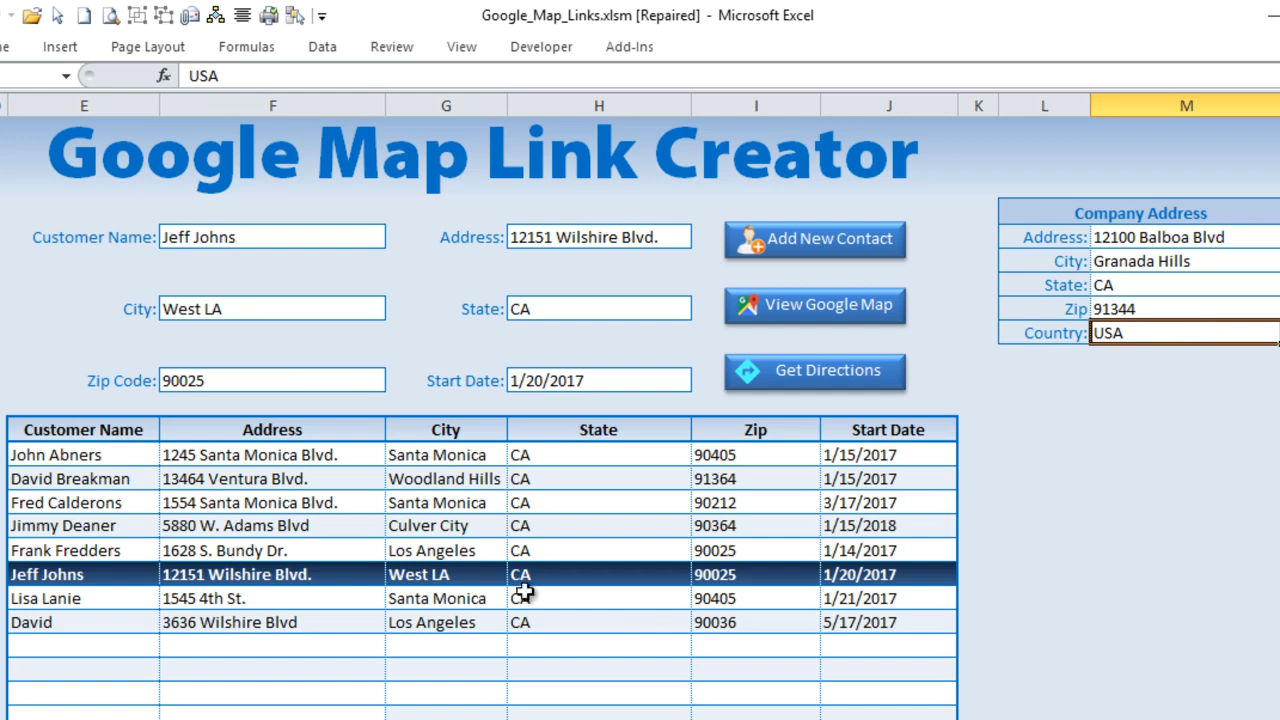 Google_Map_Links.xlsm [Repaired] - Microsoft Excel
Insert Page Layout Formulas Data Review View Developer Add-Ins
fx USA
E F G H I J K L M
Google Map Link Creator
Company Address
Customer Name: Jeff Johns Address: 12151 Wilshire Blvd. Add New Contact Address: 12100 Balboa Blvd
City: Granada Hills
State: CA
City: West LA State: CA View Google Map Zip 91344
Country: USA
Zip Code: 90025 Start Date: 1/20/2017 Get Directions
Customer Name Address City State Zip Start Date
John Abners 1245 Santa Monica Blvd. Santa Monica CA 90405 1/15/2017
David Breakman 13464 Ventura Blvd. Woodland Hills CA 91364 1/15/2017
Fred Calderons 1554 Santa Monica Blvd. Santa Monica CA 90212 3/17/2017
Jimmy Deaner 5880 W. Adams Blvd Culver City CA 90364 1/15/2018
Frank Fredders 1628 S. Bundy Dr. Los Angeles CA 90025 1/14/2017
Jeff Johns 12151 Wilshire Blvd. West LA CA 90025 1/20/2017
Lisa Lanie 1545 4th St. Santa Monica CA 90405 1/21/2017
David 3636 Wilshire Blvd Los Angeles CA 90036 5/17/2017